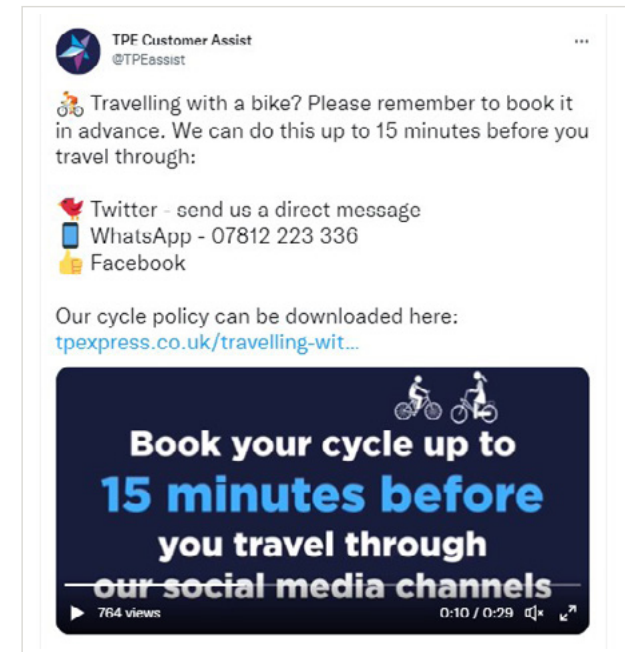 TPE Customer Assist
@TPEassist
Travelling with a bike? Please remember to book it
in advance. We can do this up to 15 minutes before you
travel through:
Twitter - send us a direct message
WhatsApp - 07812 223 336
Facebook
Our cycle policy can be downloaded here:
tpexpress.co.uk/travelling-wit...
Book your cycle up to
15 minutes before
you travel through
our social media channels
764 views
0:10 / 0:29